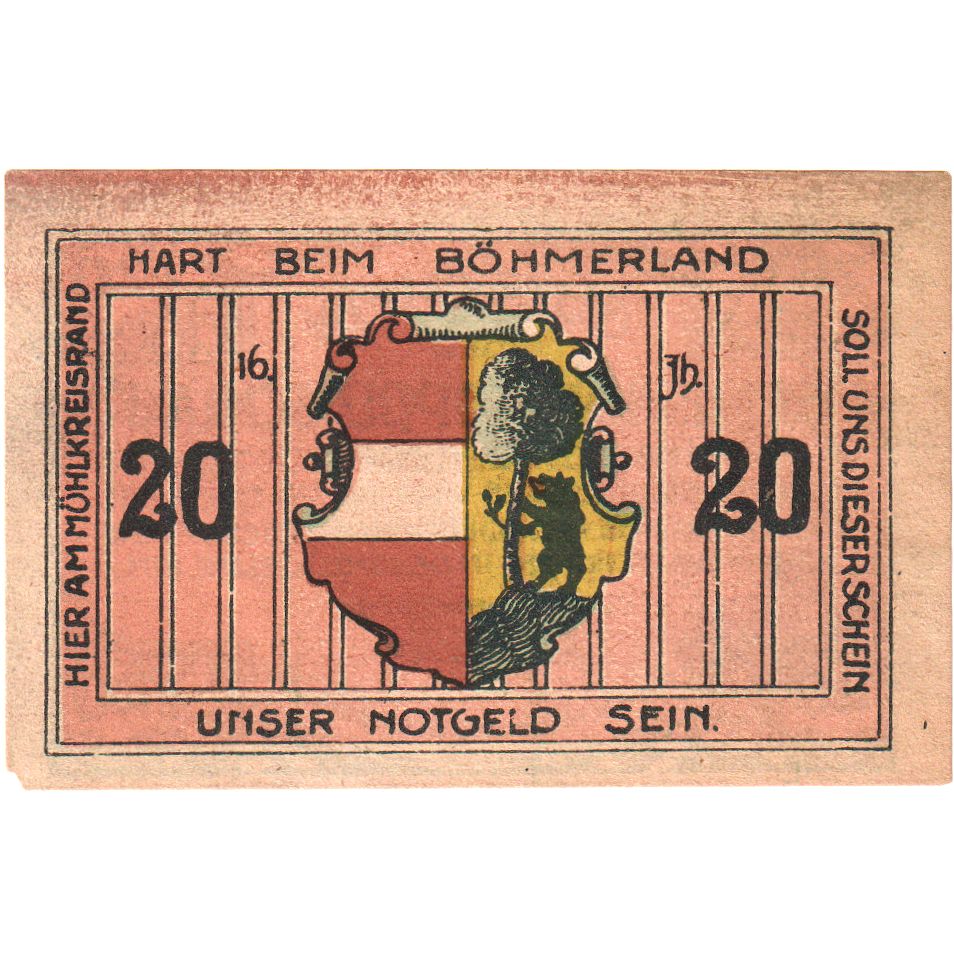 HIER AM MÜHLKREISRAND
HART BEIM BÖHMERLAND
SOLL UNS DIESER SCHEIN
UNSER NOTGELD SEIN.
16. Jh.
20 20